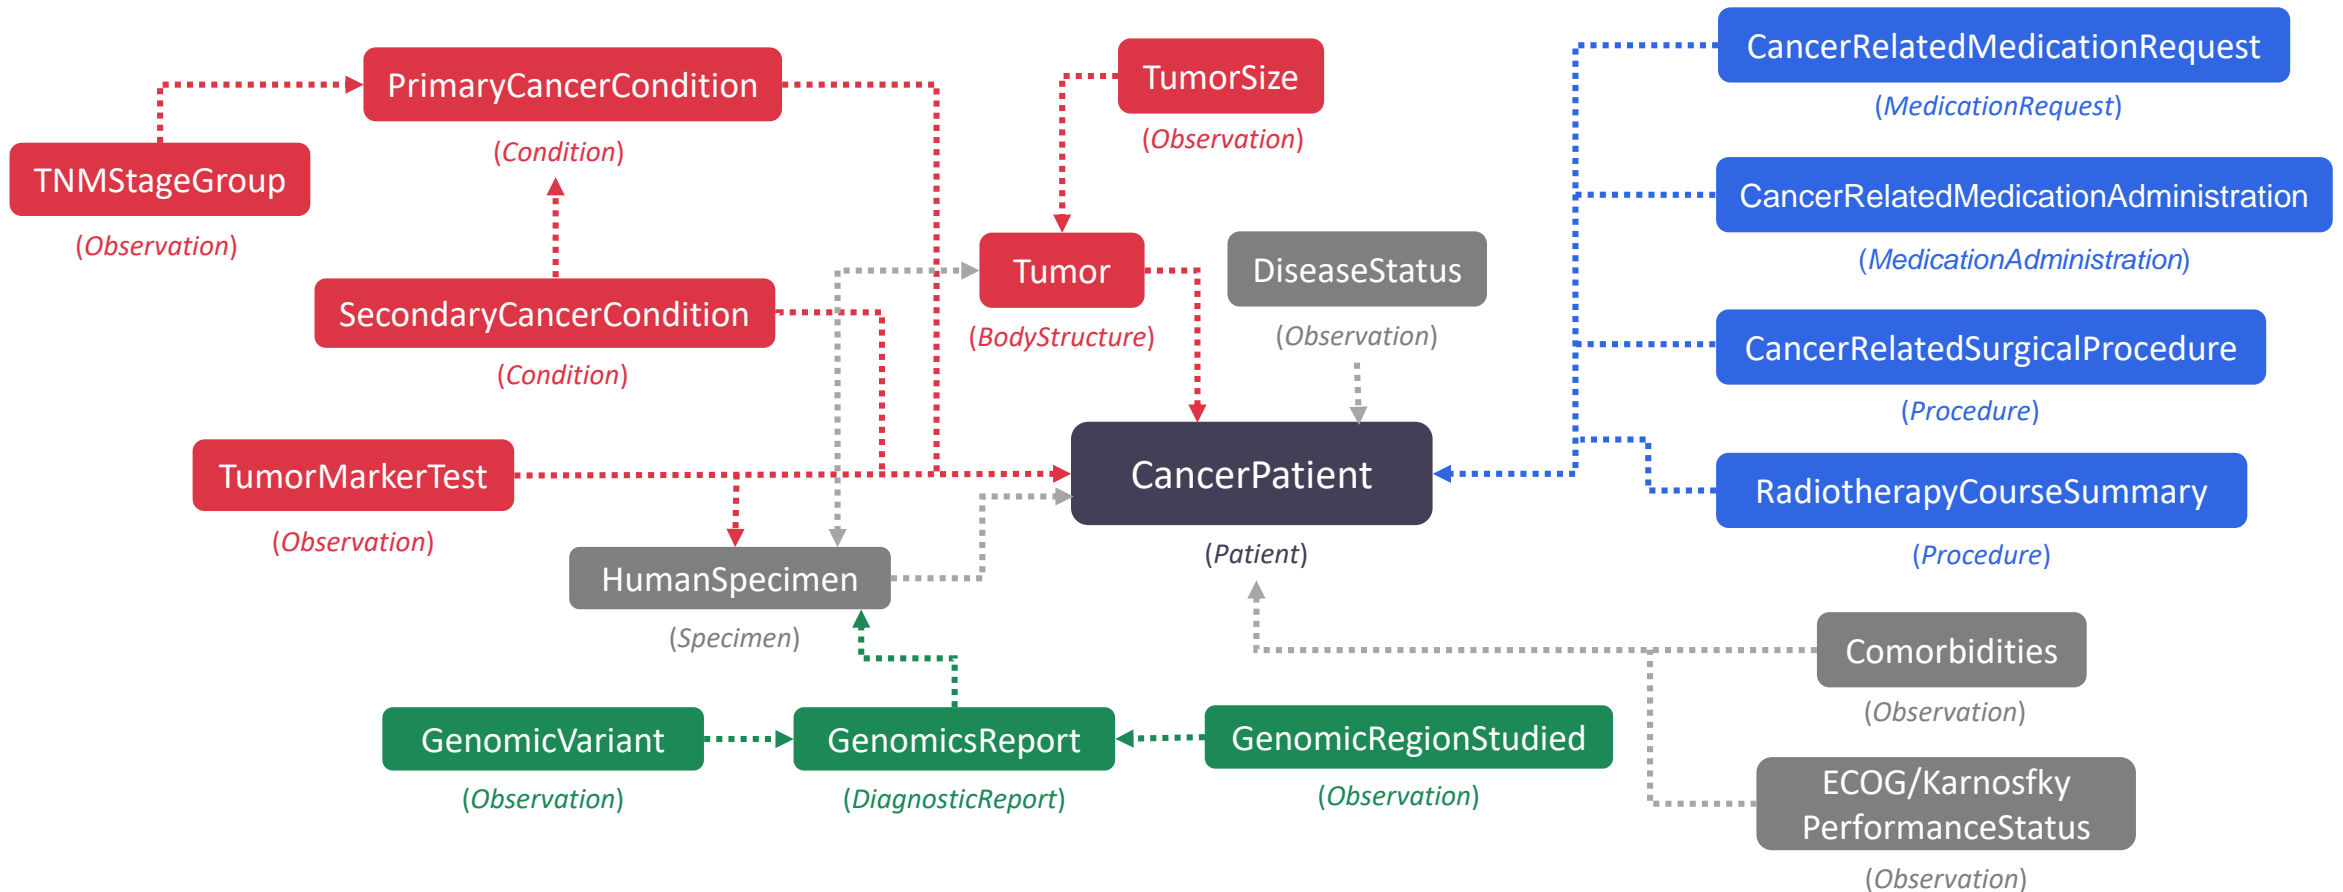 PrimaryCancerCondition
(Condition)
TNMStageGroup
(Observation)
SecondaryCancerCondition
(Condition)
TumorMarkerTest
(Observation)
TumorSize
(Observation)
Tumor
(BodyStructure)
DiseaseStatus
(Observation)
CancerPatient
(Patient)
HumanSpecimen
(Specimen)
GenomicVariant
(Observation)
GenomicsReport
(DiagnosticReport)
GenomicRegionStudied
(Observation)
CancerRelatedMedicationRequest
(MedicationRequest)
CancerRelatedMedicationAdministration
(MedicationAdministration)
CancerRelatedSurgicalProcedure
(Procedure)
RadiotherapyCourseSummary
(Procedure)
Comorbidities
(Observation)
ECOG/Karnosfky
PerformanceStatus
(Observation)